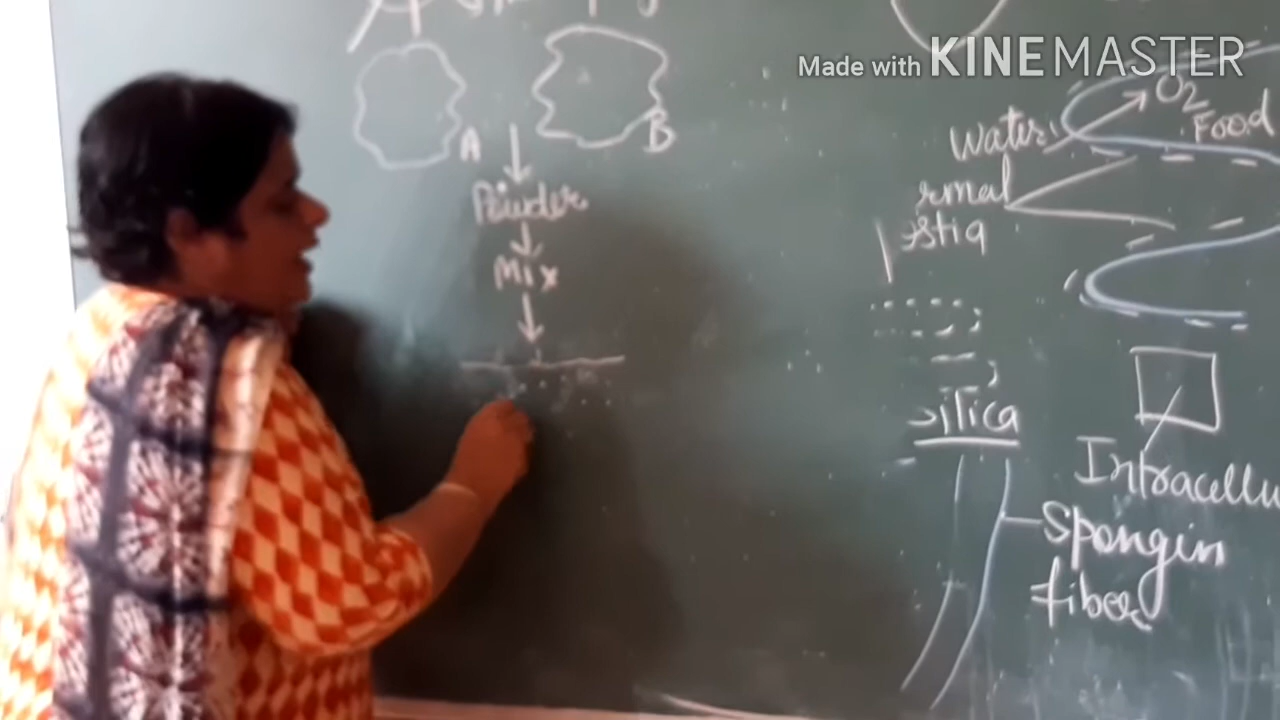 Made with KINEMASTER
A
B
Powder
Mix
O2
Food
Water
rmal
stia
silica
Intracellu
Spongin
fiber